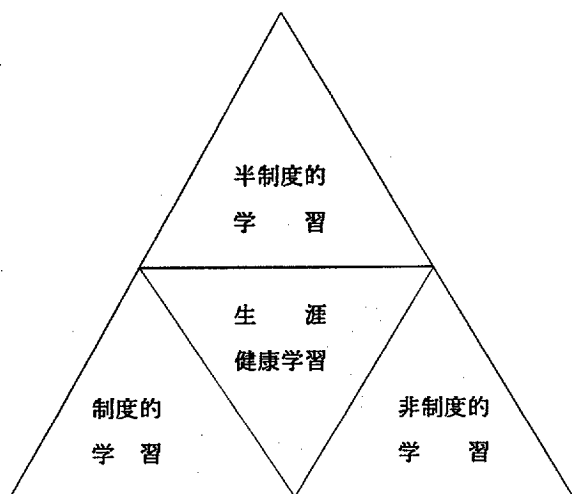 半制度的
学 習
生 涯
健康学習
制度的
学 習
非制度的
学 習